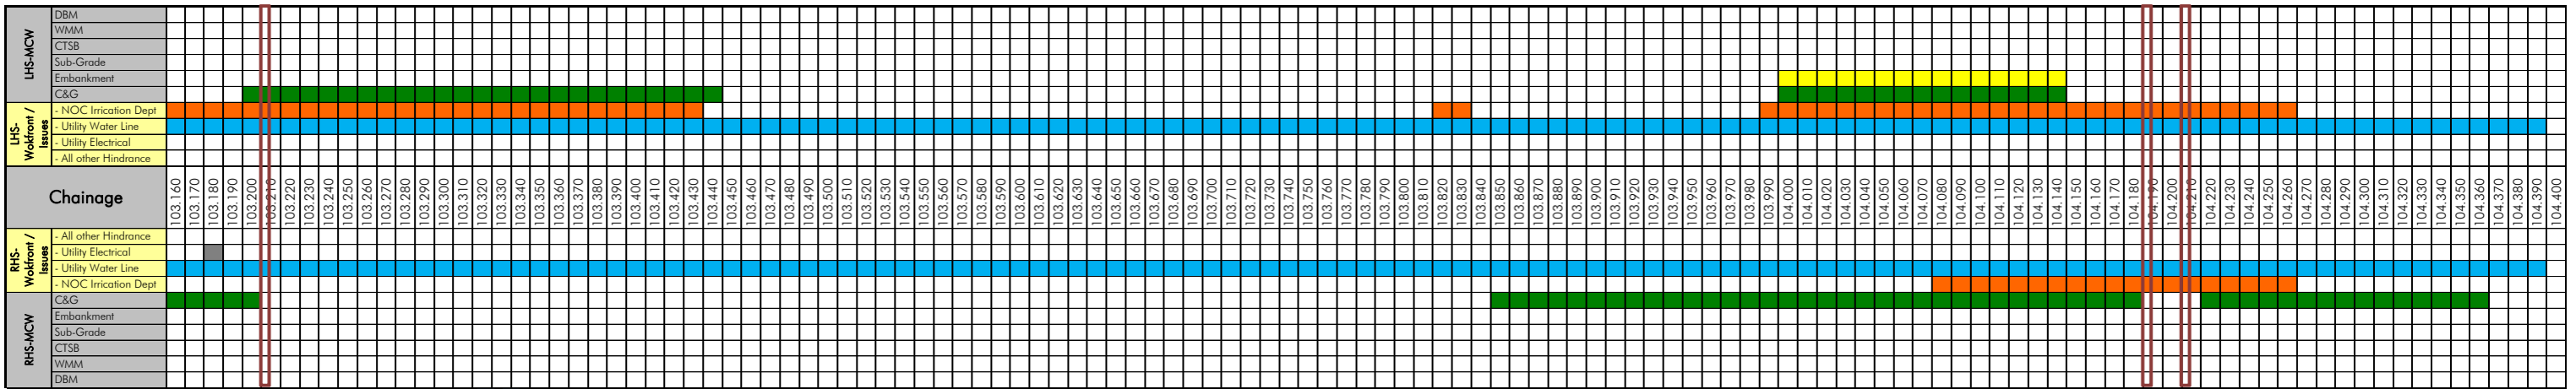 LHS-MCW
DBM
WMM
CTSB
Sub-Grade
Embankment
C&G
LHS-
Wokfront /
Issues
- NOC Irrication Dept
- Utility Water Line
- Utility Electrical
- All other Hindrance
Chainage
103.160 103.170 103.180 103.190 103.200 103.210 103.220 103.230 103.240 103.250 103.260 103.270 103.280 103.290 103.300 103.310 103.320 103.330 103.340 103.350 103.360 103.370 103.380 103.390 103.400 103.410 103.420 103.430 103.440 103.450 103.460 103.470 103.480 103.490 103.500 103.510 103.520 103.530 103.540 103.550 103.560 103.570 103.580 103.590 103.600 103.610 103.620 103.630 103.640 103.650 103.660 103.670 103.680 103.690 103.700 103.710 103.720 103.730 103.740 103.750 103.760 103.770 103.780 103.790 103.800 103.810 103.820 103.830 103.840 103.850 103.860 103.870 103.880 103.890 103.900 103.910 103.920 103.930 103.940 103.950 103.960 103.970 103.980 103.990 104.000 104.010 104.020 104.030 104.040 104.050 104.060 104.070 104.080 104.090 104.100 104.110 104.120 104.130 104.140 104.150 104.160 104.170 104.180 104.190 104.200 104.210 104.220 104.230 104.240 104.250 104.260 104.270 104.280 104.290 104.300 104.310 104.320 104.330 104.340 104.350 104.360 104.370 104.380 104.390 104.400
RHS-
Wokfront /
Issues
- All other Hindrance
- Utility Electrical
- Utility Water Line
- NOC Irrication Dept
RHS-MCW
C&G
Embankment
Sub-Grade
CTSB
WMM
DBM